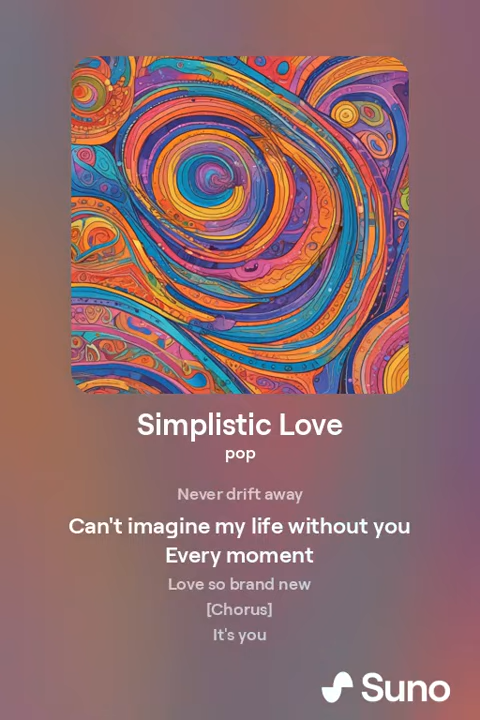 Simplistic Love
pop
Never drift away
Can't imagine my life without you
Every moment
Love so brand new
[Chorus]
It's you
Suno